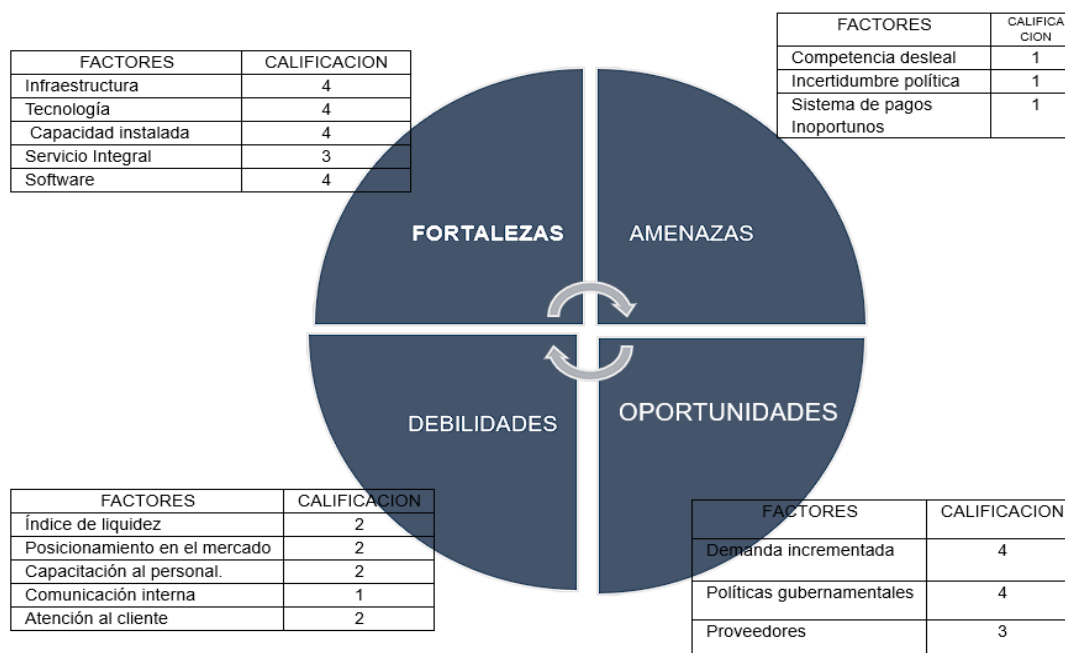 FACTORES CALIFICACION
Infraestructura 4
Tecnología 4
Capacidad instalada 4
Servicio Integral 3
Software 4
FACTORES CALIFICA
CION
Competencia desleal 1
Incertidumbre política 1
Sistema de pagos 1
Inoportunos
FORTALEZAS
AMENAZAS
DEBILIDADES
OPORTUNIDADES
FACTORES CALIFICACION
Índice de liquidez 2
Posicionamiento en el mercado 2
Capacitación al personal. 2
Comunicación interna 1
Atención al cliente 2
FACTORES CALIFICACION
Demanda incrementada 4
Políticas gubernamentales 4
Proveedores 3